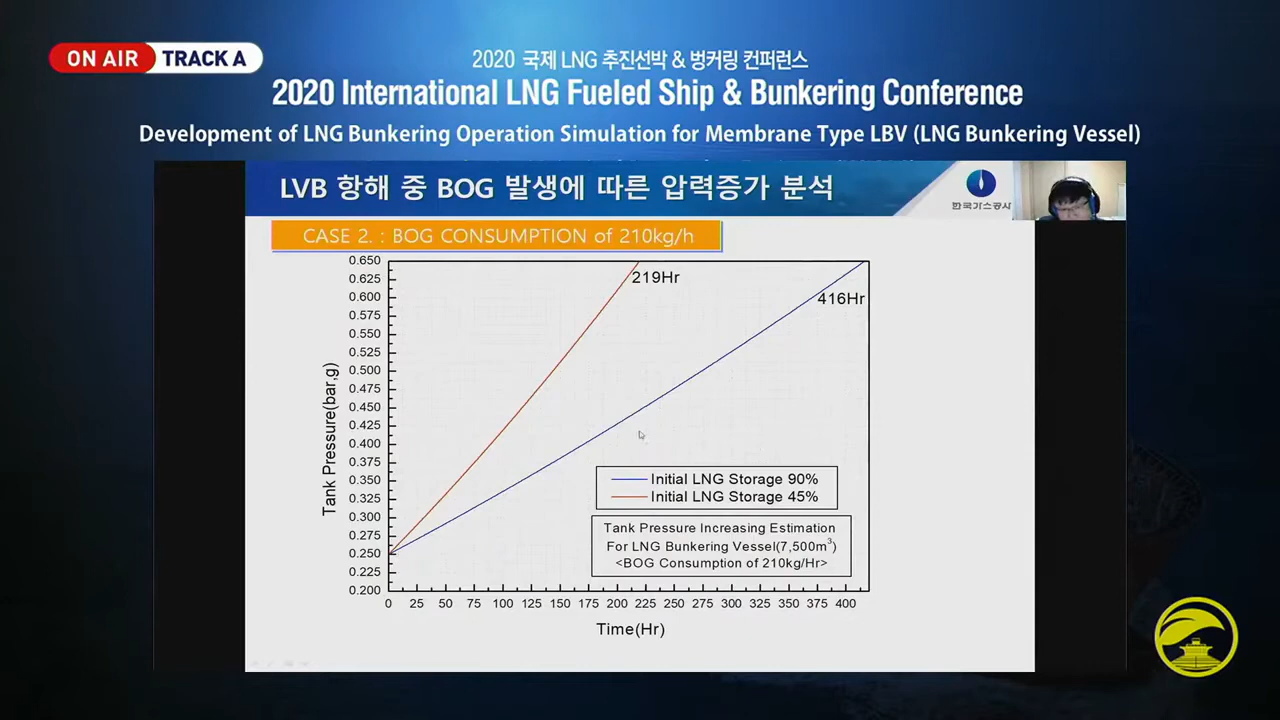 ON AIR TRACK A
2020 국제 LNG 추진선박 & 벙커링 컨퍼런스
2020 International LNG Fueled Ship & Bunkering Conference
Development of LNG Bunkering Operation Simulation for Membrane Type LBV (LNG Bunkering Vessel)
LVB 항해 중 BOG 발생에 따른 압력증가 분석
한국가스공사
CASE 2. : BOG CONSUMPTION of 210kg/h
0.650
0.625
0.600
0.575
0.550
0.525
0.500
0.475
0.450
0.425
0.400
0.375
0.350
0.325
0.300
0.275
0.250
0.225
0.200
Tank Pressure(bar,g)
219Hr
416Hr
Initial LNG Storage 90%
Initial LNG Storage 45%
Tank Pressure Increasing Estimation
For LNG Bunkering Vessel(7,500m³)
<BOG Consumption of 210kg/Hr>
0 25 50 75 100 125 150 175 200 225 250 275 300 325 350 375 400
Time(Hr)